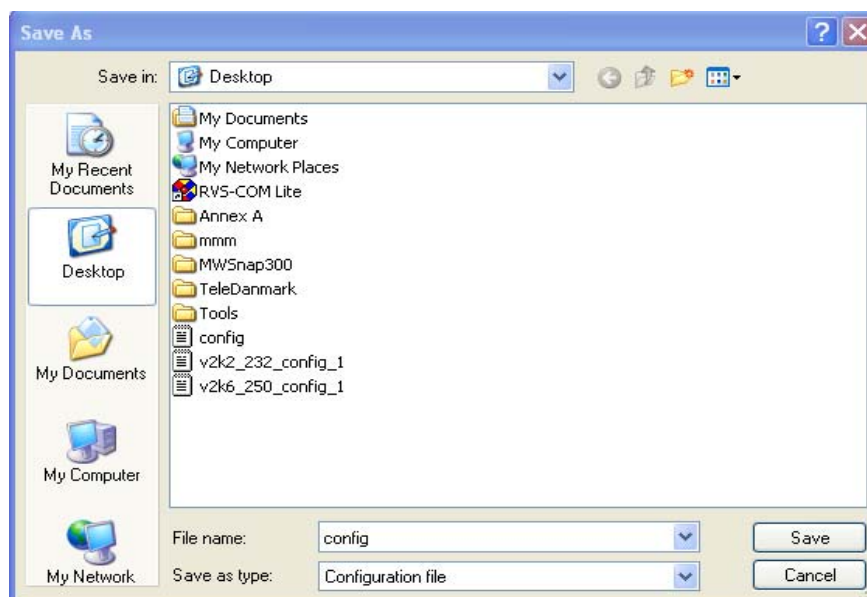 Save As
Save in:
Desktop
My Recent
Documents
Desktop
My Documents
My Computer
My Network
My Documents
My Computer
My Network Places
RVS-COM Lite
Annex A
mmm
MWSnap300
TeleDanmark
Tools
config
v2k2_232_config_1
v2k6_250_config_1
File name:
config
Save
Save as type:
Configuration file
Cancel